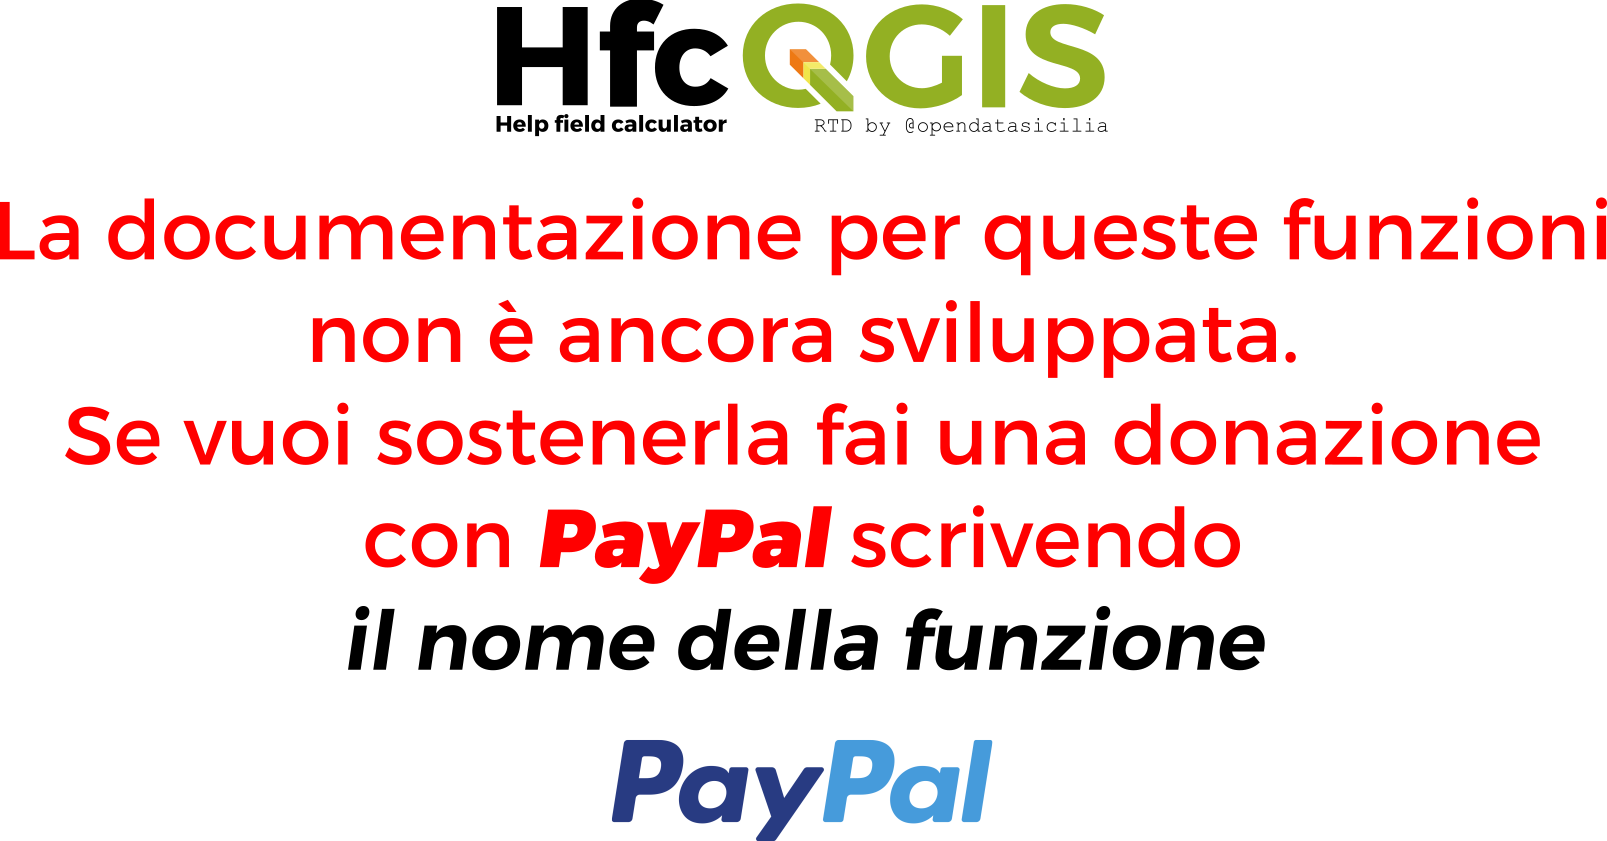 Hfc QGIS
Help field calculator RTD by @opendatasicilia
La documentazione per queste funzioni
non è ancora sviluppata.
Se vuoi sostenerla fai una donazione
con PayPal scrivendo
il nome della funzione
PayPal